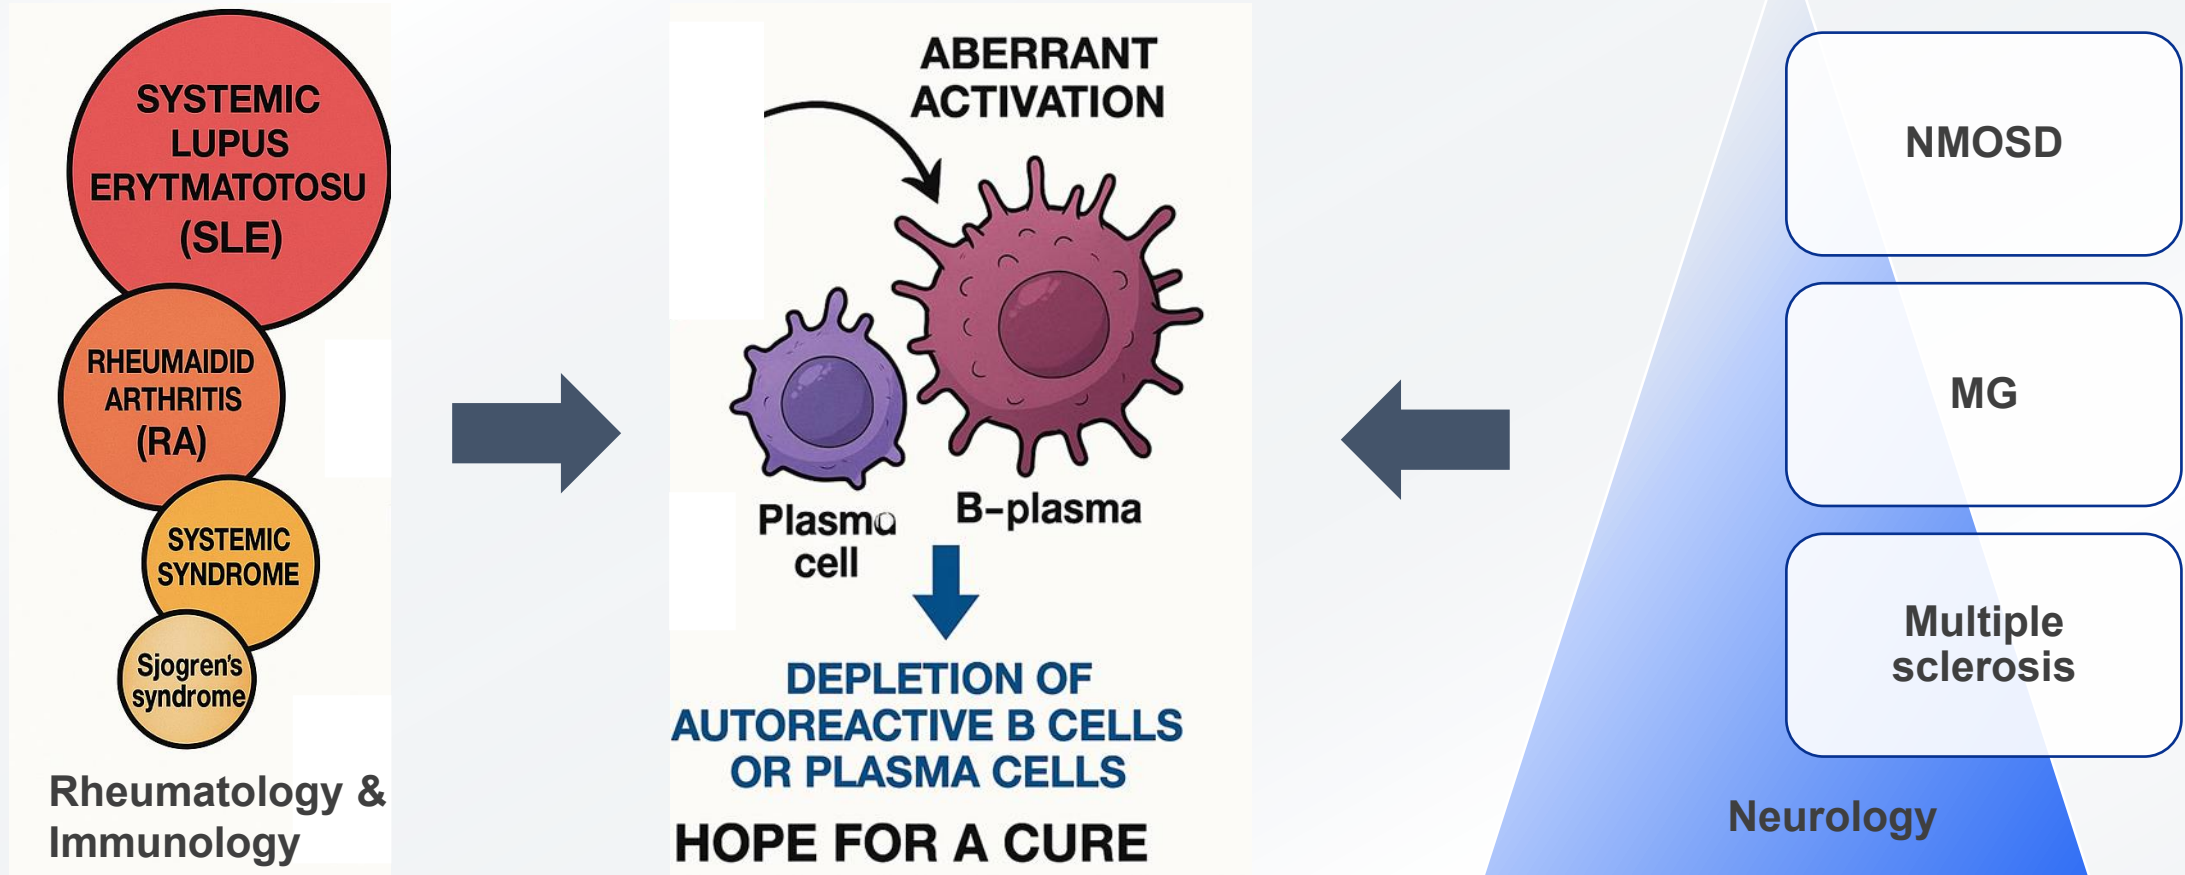 SYSTEMIC
LUPUS
ERYTMATOTOSU
(SLE)
RHEUMAIDID
ARTHRITIS
(RA)
SYSTEMIC
SYNDROME
Sjogren's
syndrome
Rheumatology &
Immunology
ABERRANT
ACTIVATION
Plasma
cell
B-plasma
DEPLETION OF
AUTOREACTIVE B CELLS
OR PLASMA CELLS
HOPE FOR A CURE
NMOSD
MG
Multiple
sclerosis
Neurology